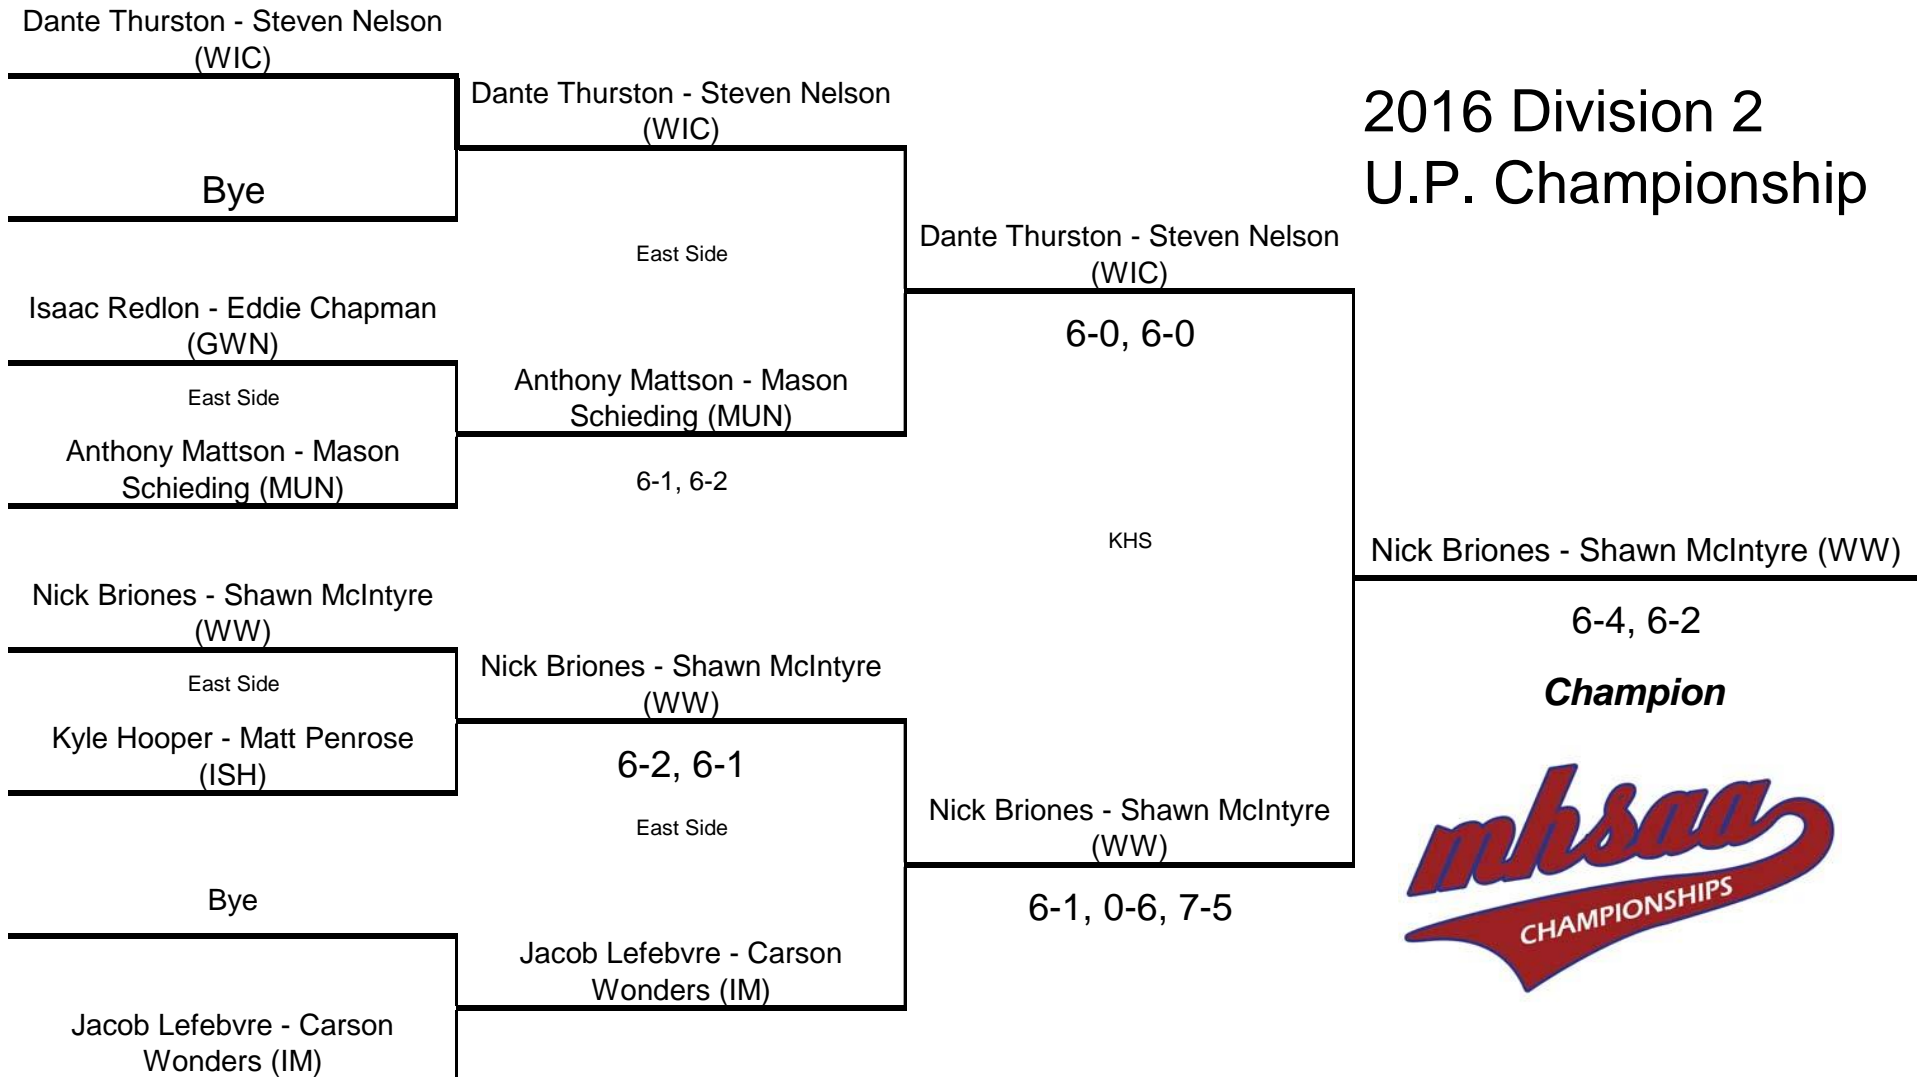 Dante Thurston - Steven Nelson
(WIC)
Bye
Isaac Redlon - Eddie Chapman
(GWN)
East Side
Anthony Mattson - Mason
Schieding (MUN)
Nick Briones - Shawn McIntyre
(WW)
East Side
Kyle Hooper - Matt Penrose
(ISH)
Bye
Jacob Lefebvre - Carson
Wonders (IM)
Dante Thurston - Steven Nelson
(WIC)
East Side
Anthony Mattson - Mason
Schieding (MUN)
6-1, 6-2
Nick Briones - Shawn McIntyre
(WW)
6-2, 6-1
East Side
Jacob Lefebvre - Carson
Wonders (IM)
Dante Thurston - Steven Nelson
(WIC)
6-0, 6-0
KHS
Nick Briones - Shawn McIntyre
(WW)
6-1, 0-6, 7-5
2016 Division 2
U.P. Championship
Nick Briones - Shawn McIntyre (WW)
6-4, 6-2
Champion
mhsaa
CHAMPIONSHIPS